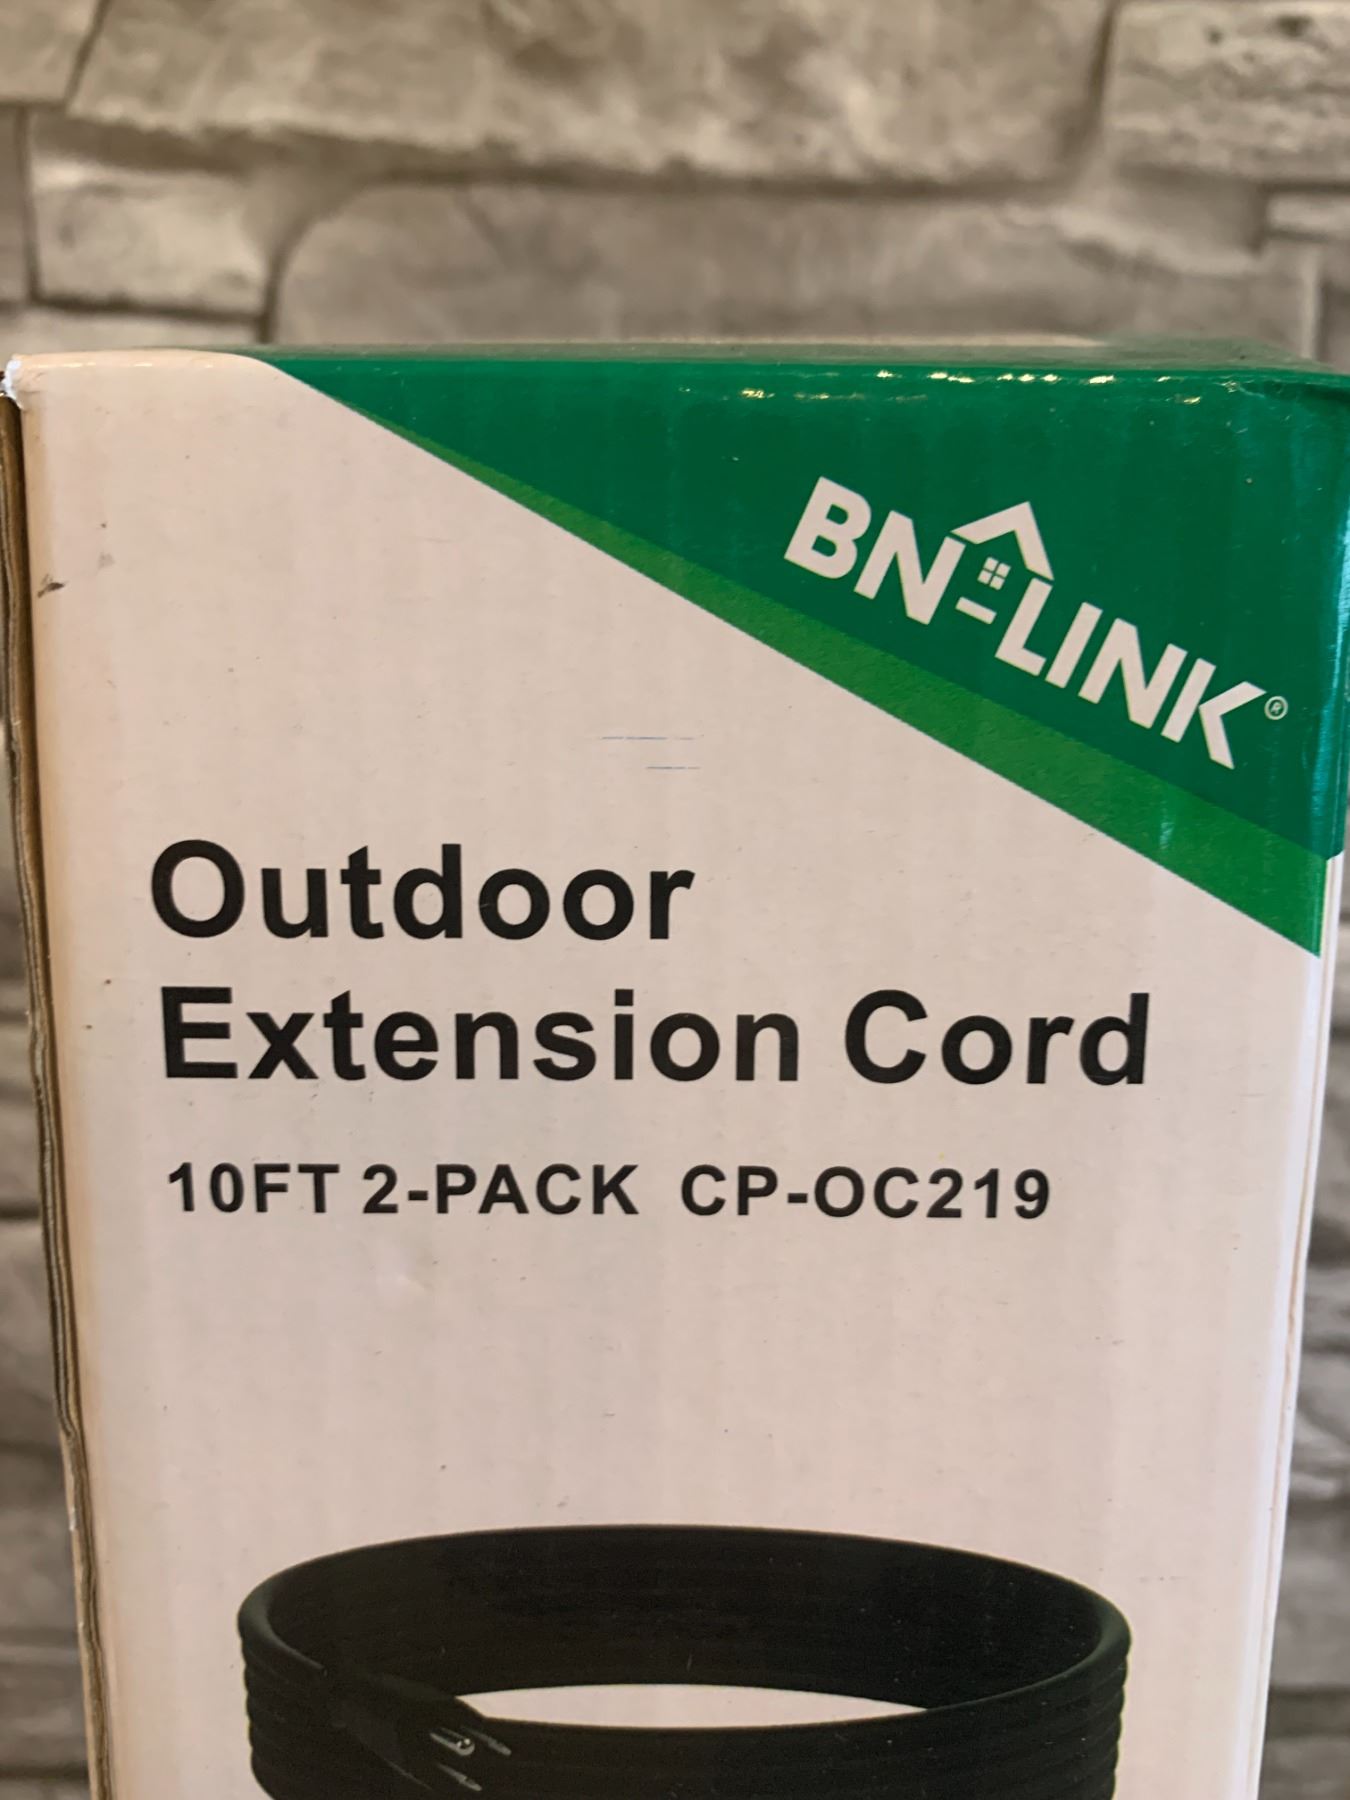 BN-LINK®
Outdoor
Extension Cord
10FT 2-PACK CP-OC219